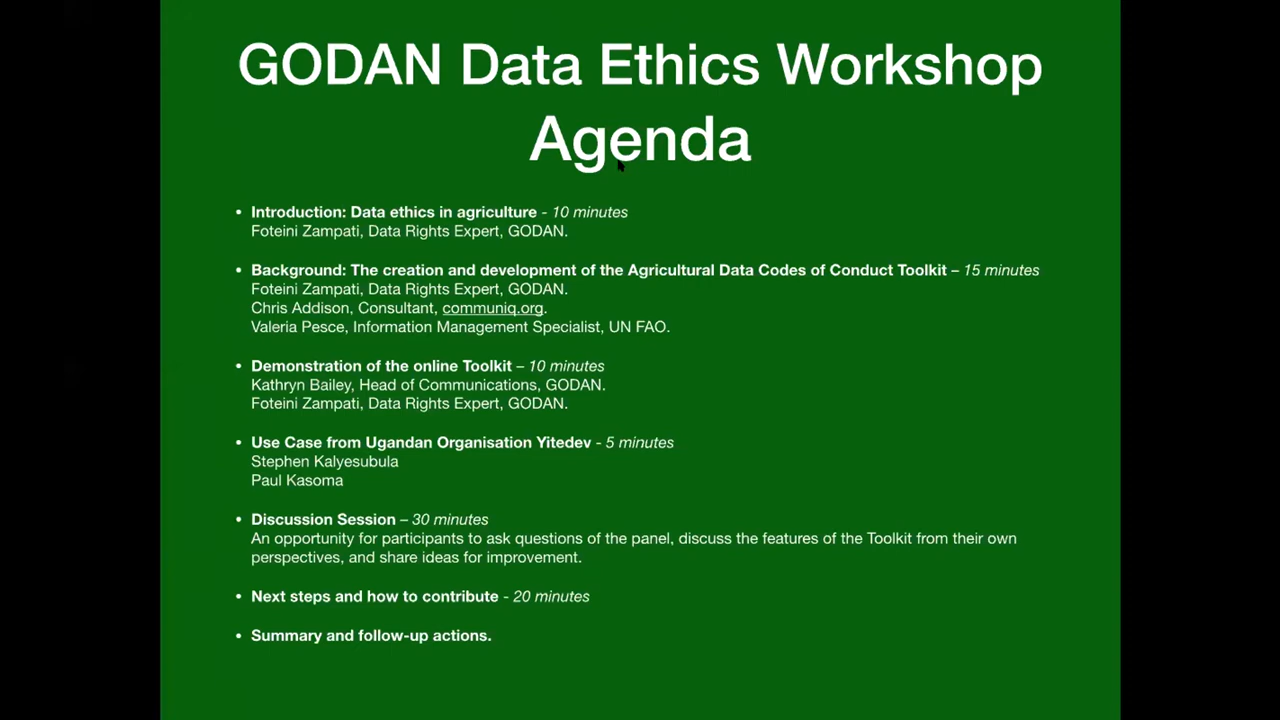 GODAN Data Ethics Workshop
Agenda
• Introduction: Data ethics in agriculture - 10 minutes
Foteini Zampati, Data Rights Expert, GODAN.
• Background: The creation and development of the Agricultural Data Codes of Conduct Toolkit – 15 minutes
Foteini Zampati, Data Rights Expert, GODAN.
Chris Addison, Consultant, communiq.org.
Valeria Pesce, Information Management Specialist, UN FAO.
• Demonstration of the online Toolkit – 10 minutes
Kathryn Bailey, Head of Communications, GODAN.
Foteini Zampati, Data Rights Expert, GODAN.
• Use Case from Ugandan Organisation Yitedev - 5 minutes
Stephen Kalyesubula
Paul Kasoma
• Discussion Session – 30 minutes
An opportunity for participants to ask questions of the panel, discuss the features of the Toolkit from their own
perspectives, and share ideas for improvement.
• Next steps and how to contribute - 20 minutes
• Summary and follow-up actions.